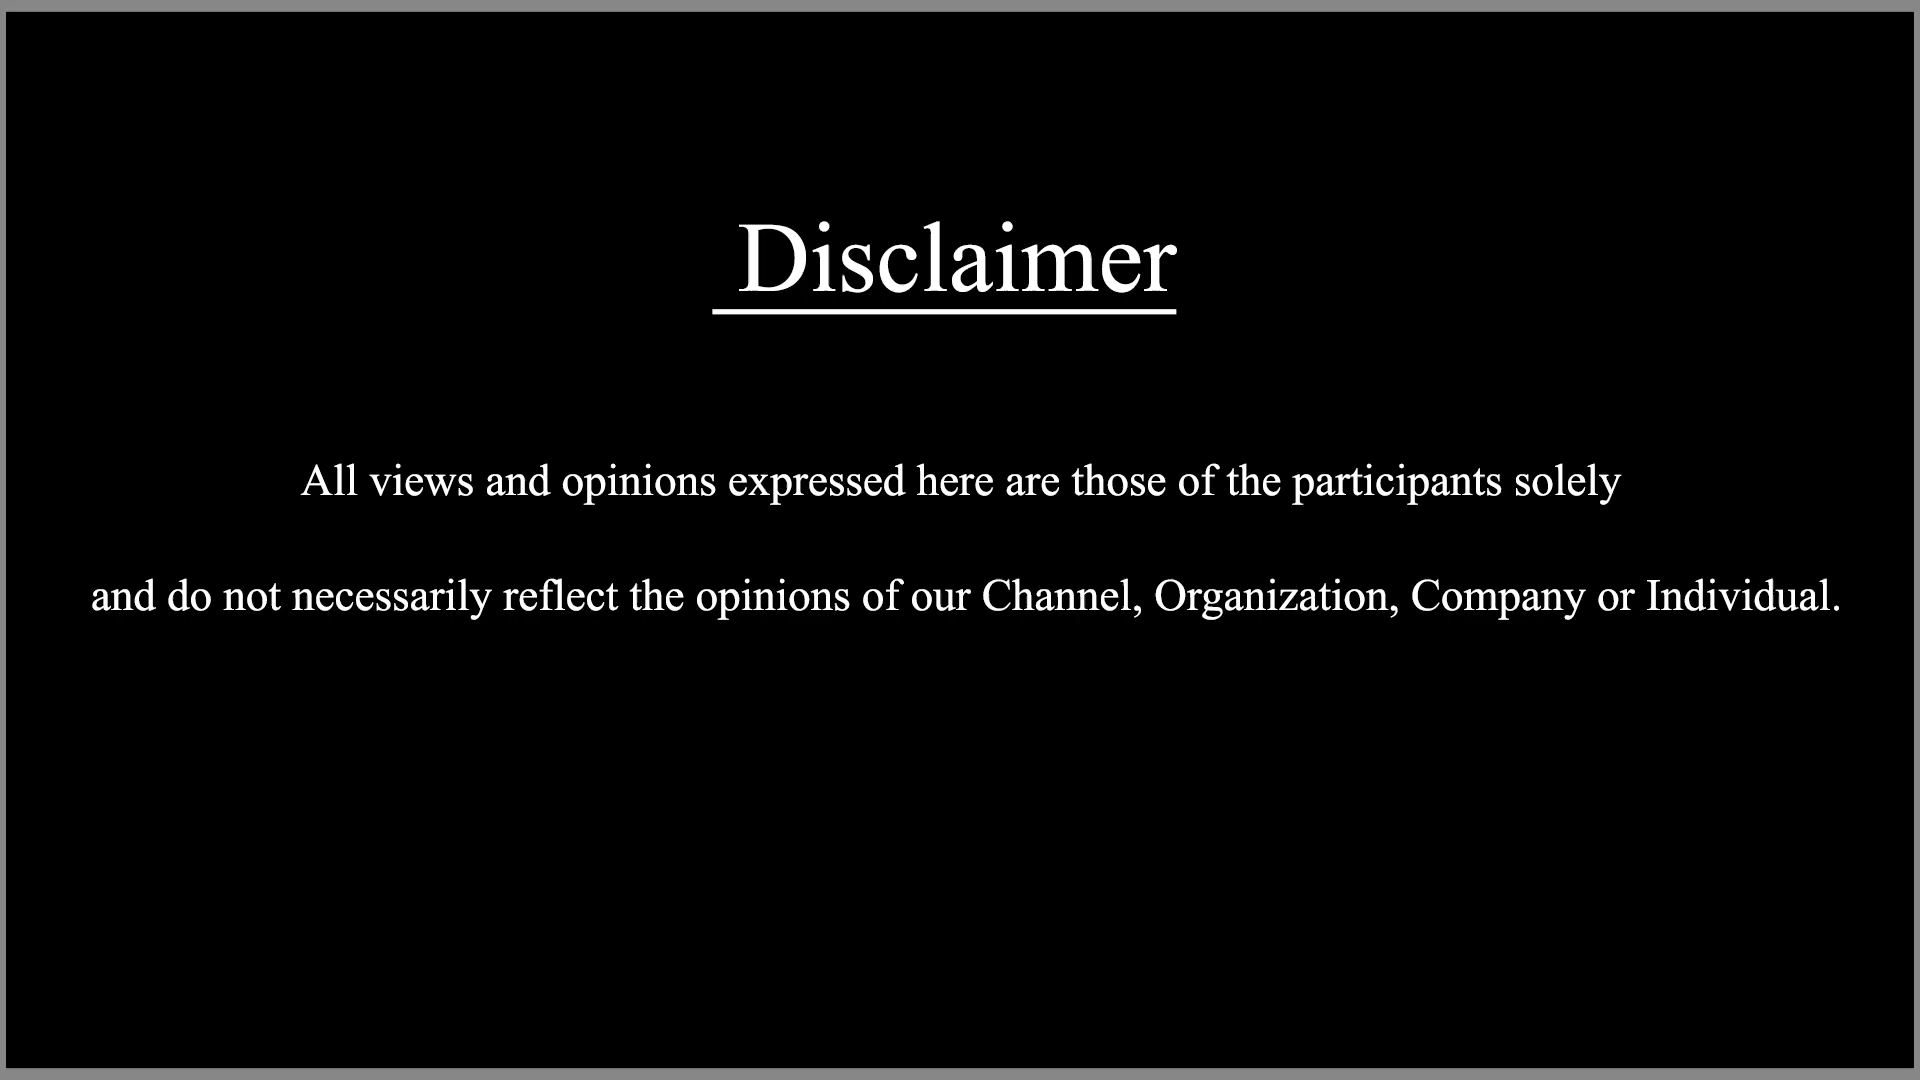 Disclaimer
All views and opinions expressed here are those of the participants solely
and do not necessarily reflect the opinions of our Channel, Organization, Company or Individual.